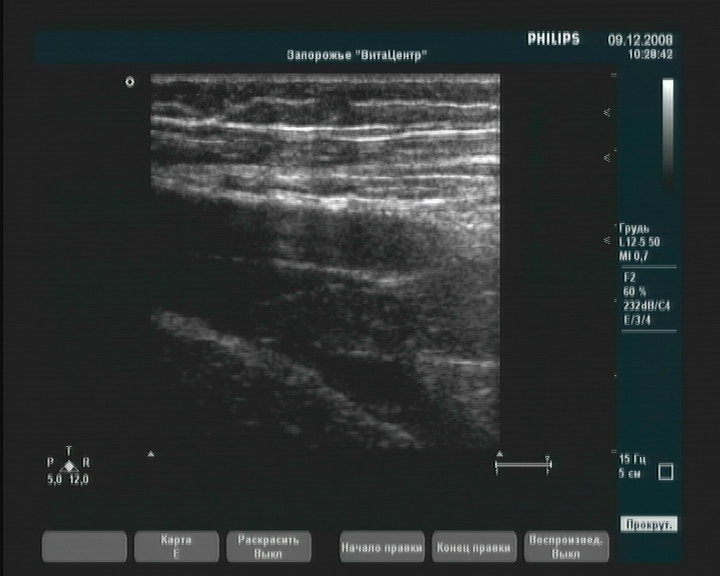 PHILIPS
09.12.2008
10:28:42
Запорожье "ВитаЦентр"
Грудь
L12-5 50
MI 0,7
F2
60 %
232dB/C4
E/3/4
T
P R
5,0 12,0
15 Гц
5 см
Прокрут.
Карта
E
Раскрасить
Выкл
Начало правки
Конец правки
Воспроизвед.
Выкл